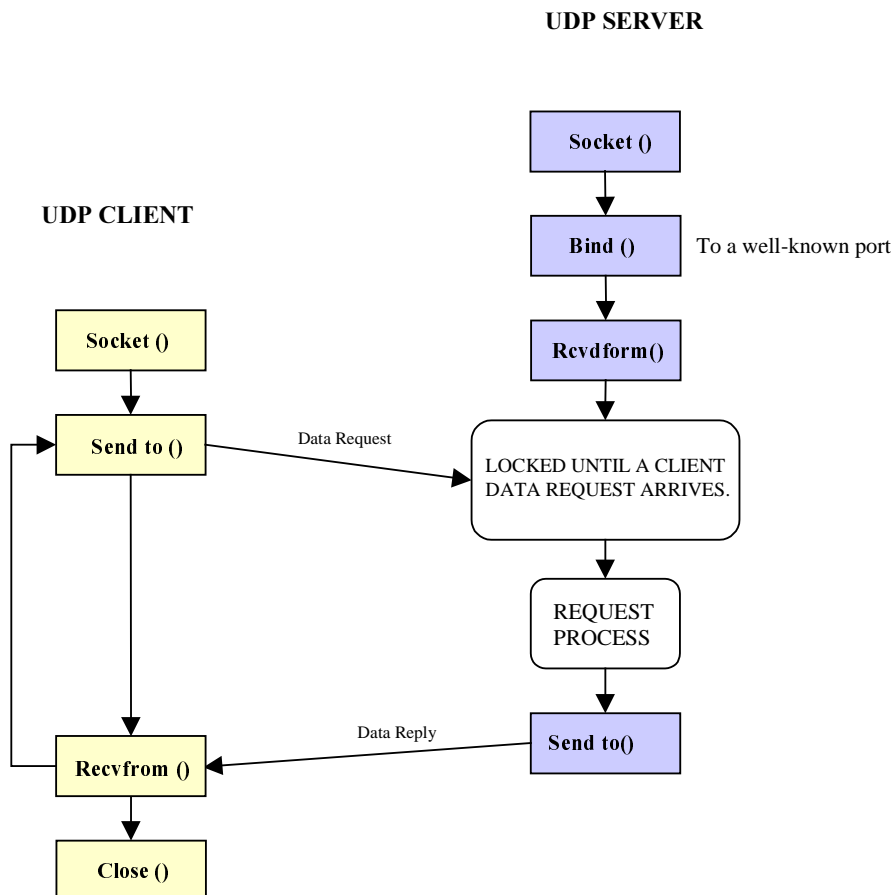 UDP SERVER
Socket ()
UDP CLIENT
Bind ()
To a well-known port
Socket ()
Rcvdform()
Send to ()
Data Request
LOCKED UNTIL A CLIENT
DATA REQUEST ARRIVES.
REQUEST
PROCESS
Data Reply
Send to()
Recvfrom ()
Close ()